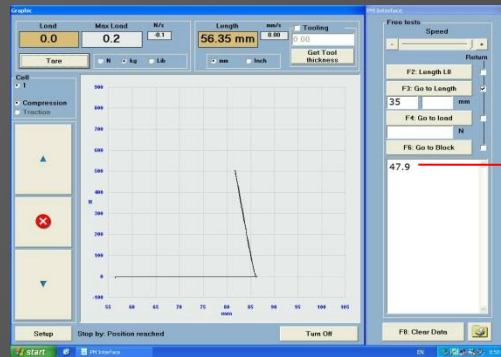 Graphic
PM Interface
Load
Max Load
N/s
0.0
0.2
-0.1
Tare
N kg Lib
Length
mm/s
56.35 mm
0.00
mm Inch
Tooling
0.00
Get Tool
thickness
Cell
1
Compression
Traction
Setup
900
800
700
600
500
400
300
200
100
0
-100
N
55 60 65 70 75 80 85 90 95 100 105
mm
Stop by: Position reached
Turn Off
Free tests
Speed
- +
Return
F2: Length L0
F3: Go to Length
35 mm
F4: Go to load
N
F6: Go to Block
47.9
F8: Clear Data
start
PM Interface
EN